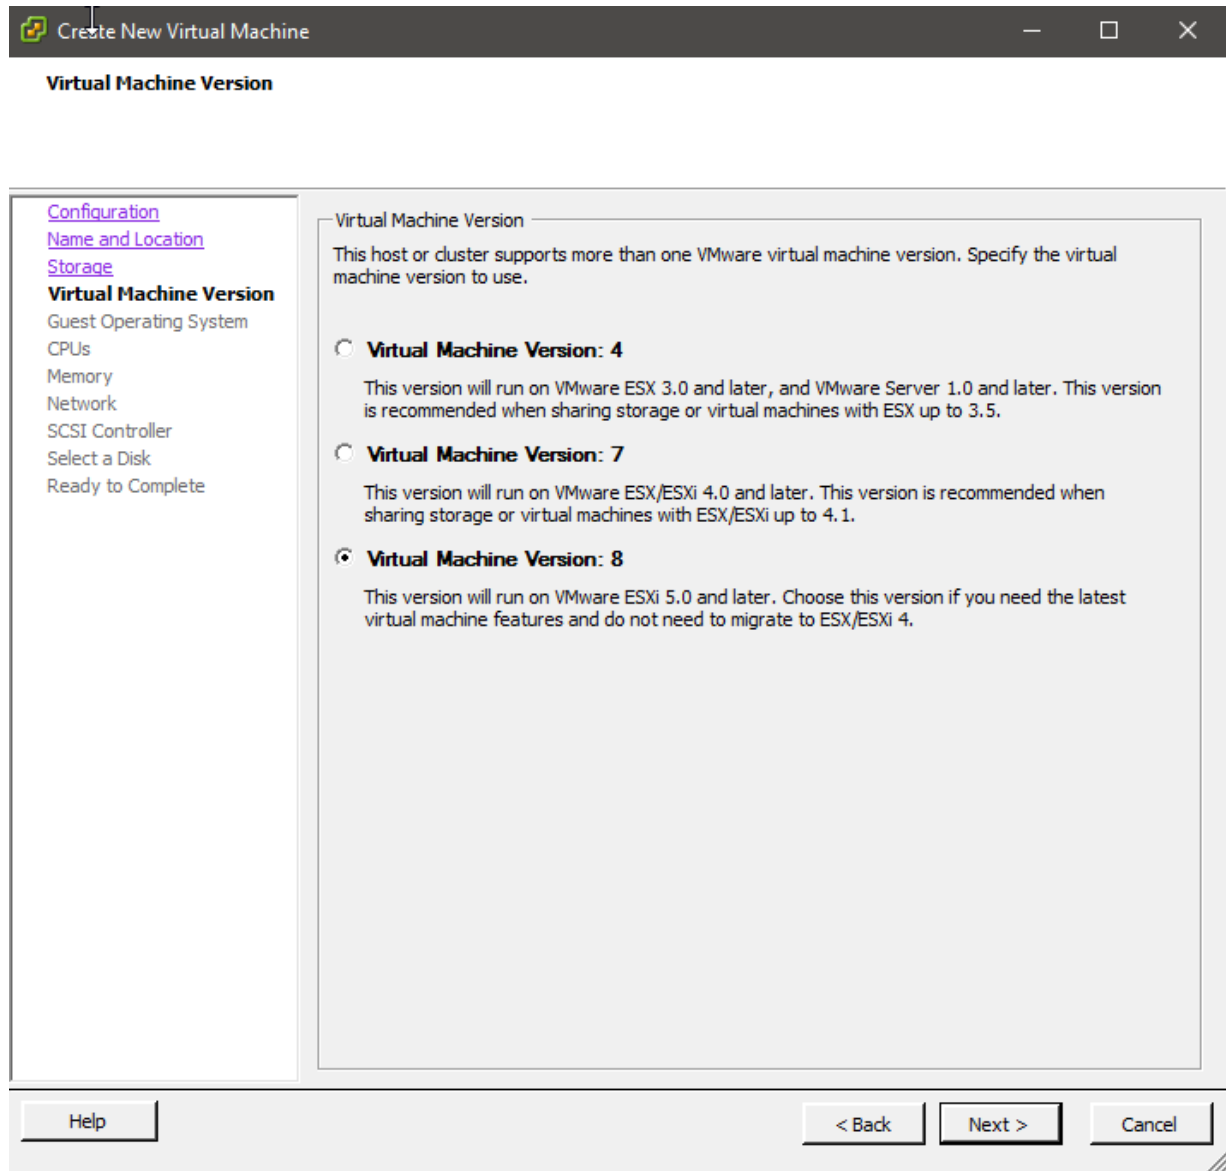 Create New Virtual Machine
Virtual Machine Version
Configuration
Name and Location
Storage
Virtual Machine Version
Guest Operating System
CPUs
Memory
Network
SCSI Controller
Select a Disk
Ready to Complete
Virtual Machine Version
This host or cluster supports more than one VMware virtual machine version. Specify the virtual
machine version to use.
Virtual Machine Version: 4
This version will run on VMware ESX 3.0 and later, and VMware Server 1.0 and later. This version
is recommended when sharing storage or virtual machines with ESX up to 3.5.
Virtual Machine Version: 7
This version will run on VMware ESX/ESXi 4.0 and later. This version is recommended when
sharing storage or virtual machines with ESX/ESXi up to 4.1.
Virtual Machine Version: 8
This version will run on VMware ESXi 5.0 and later. Choose this version if you need the latest
virtual machine features and do not need to migrate to ESX/ESXi 4.
Help
< Back
Next >
Cancel